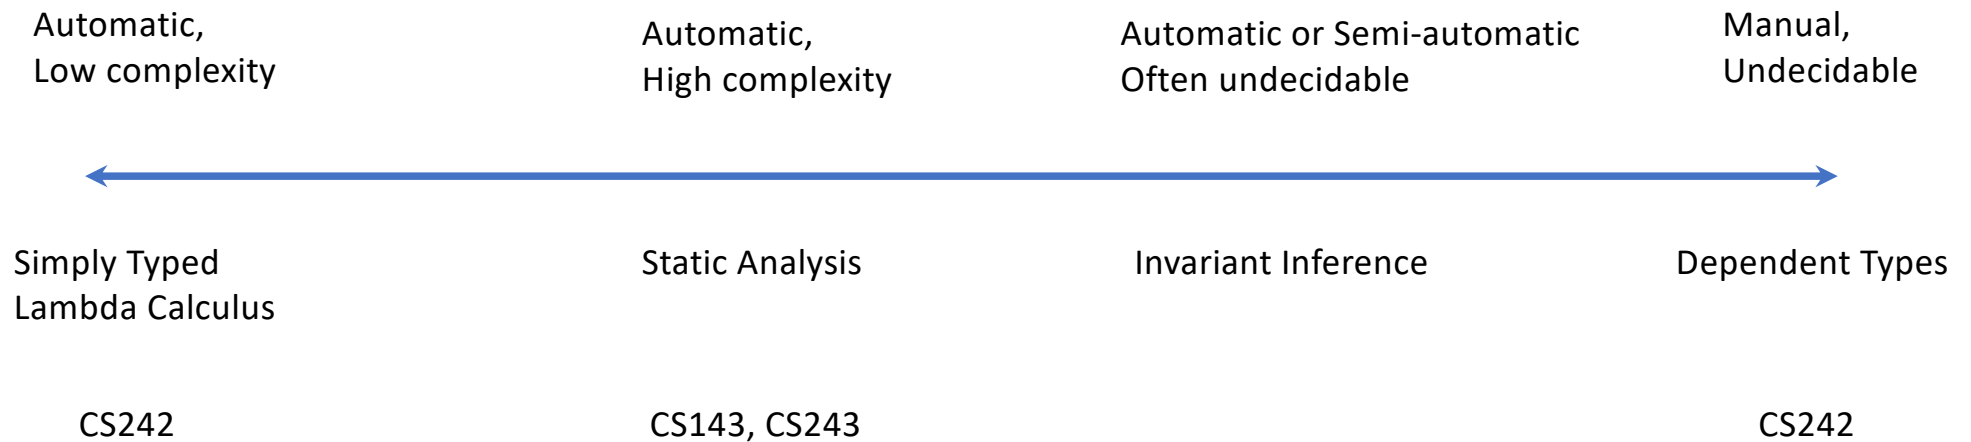 Automatic,
Low complexity
Automatic,
High complexity
Automatic or Semi-automatic
Often undecidable
Manual,
Undecidable
Simply Typed
Lambda Calculus
Static Analysis
Invariant Inference
Dependent Types
CS242
CS143, CS243
CS242